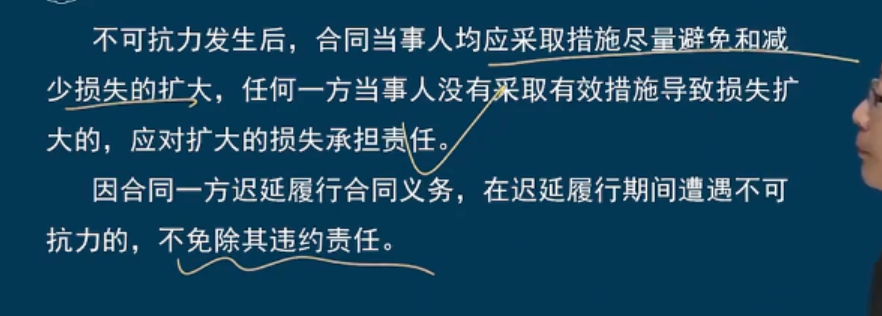 不可抗力发生后，合同当事人均应采取措施尽量避免和减
少损失的扩大，任何一方当事人没有采取有效措施导致损失扩
大的，应对扩大的损失承担责任。
因合同一方迟延履行合同义务，在迟延履行期间遭遇不可
抗力的，不免除其违约责任。